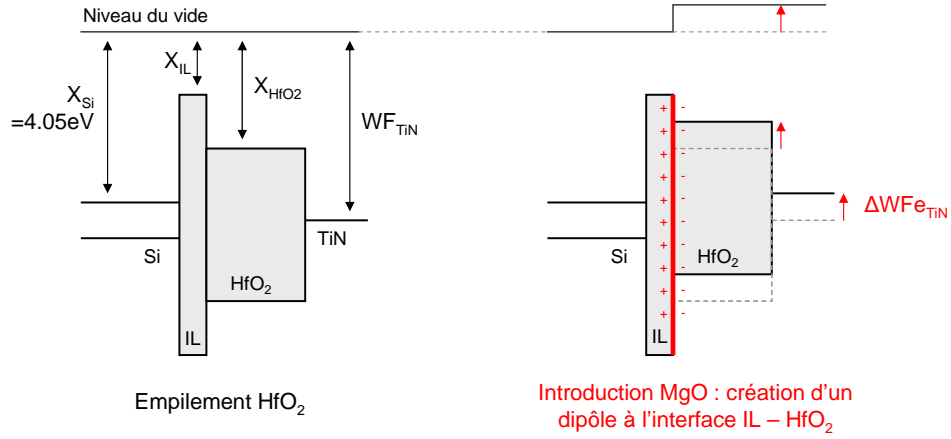 Niveau du vide
X_IL
X_Si
=4.05eV
X_HfO2
WF_TiN
Si
TiN
HfO₂
IL
Empilement HfO₂
+ -
+ -
+ -
+ -
+ -
+ -
+ -
+ -
+ -
+ -
ΔWFe_TiN
Si
HfO₂
IL
Introduction MgO : création d'un
dipôle à l'interface IL – HfO₂